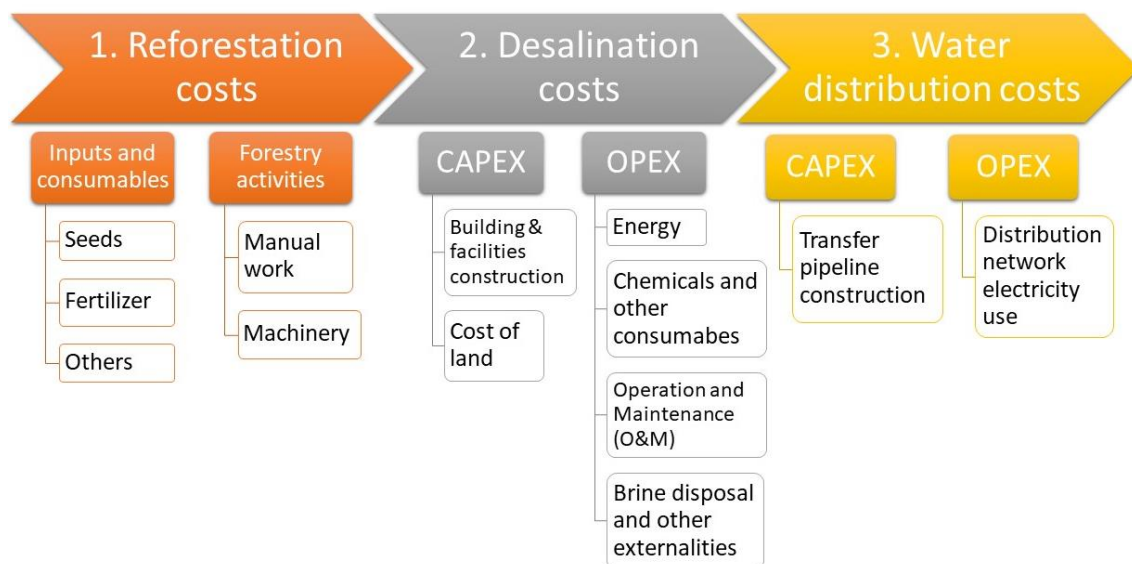 1. Reforestation
costs
2. Desalination
costs
3. Water
distribution costs
Inputs and
consumables
Seeds
Fertilizer
Others
Forestry
activities
Manual
work
Machinery
CAPEX
Building &
facilities
construction
Cost of
land
OPEX
Energy
Chemicals and
other
consumabes
Operation and
Maintenance
(O&M)
Brine disposal
and other
externalities
CAPEX
Transfer
pipeline
construction
OPEX
Distribution
network
electricity
use